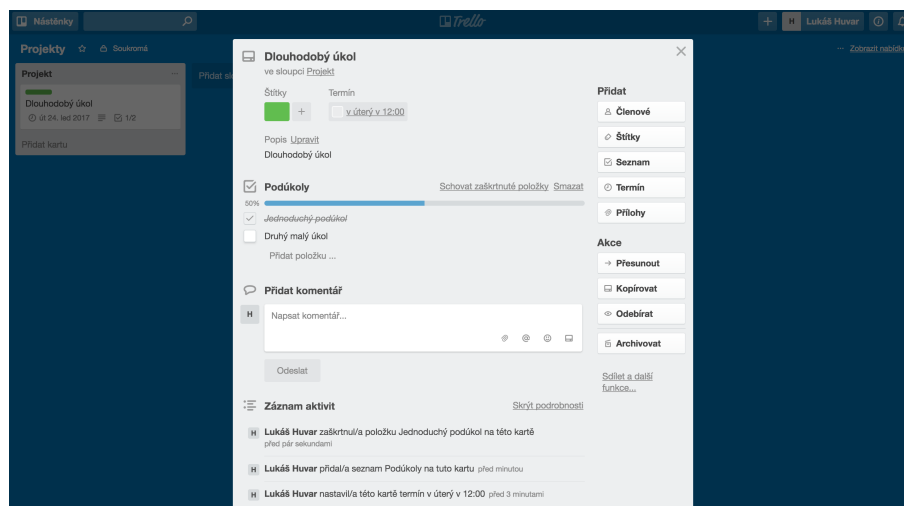 Nástěnky
Trello
H Lukáš Huvar
Projekty Soukromá
Zobrazit nabídk
Projekt
Dlouhodobý úkol
út 24. led 2017 1/2
Přidat kartu
Přidat sl
Dlouhodobý úkol
ve sloupci Projekt
Štítky Termín
+ v úterý v 12:00
Popis Upravit
Dlouhodobý úkol
Podúkoly Schovat zaškrtnuté položky Smazat
50%
Jednoduchý podúkol
Druhý malý úkol
Přidat položku ...
Přidat komentář
H Napsat komentář...
Odeslat
Záznam aktivit Skrýt podrobnosti
H Lukáš Huvar zaškrtnul/a položku Jednoduchý podúkol na této kartě
před pár sekundami
H Lukáš Huvar přidal/a seznam Podúkoly na tuto kartu před minutou
H Lukáš Huvar nastavil/a této kartě termín v úterý v 12:00 před 3 minutami
Přidat
Členové
Štítky
Seznam
Termín
Přílohy
Akce
Přesunout
Kopírovat
Odebírat
Archivovat
Sdílet a další
funkce...